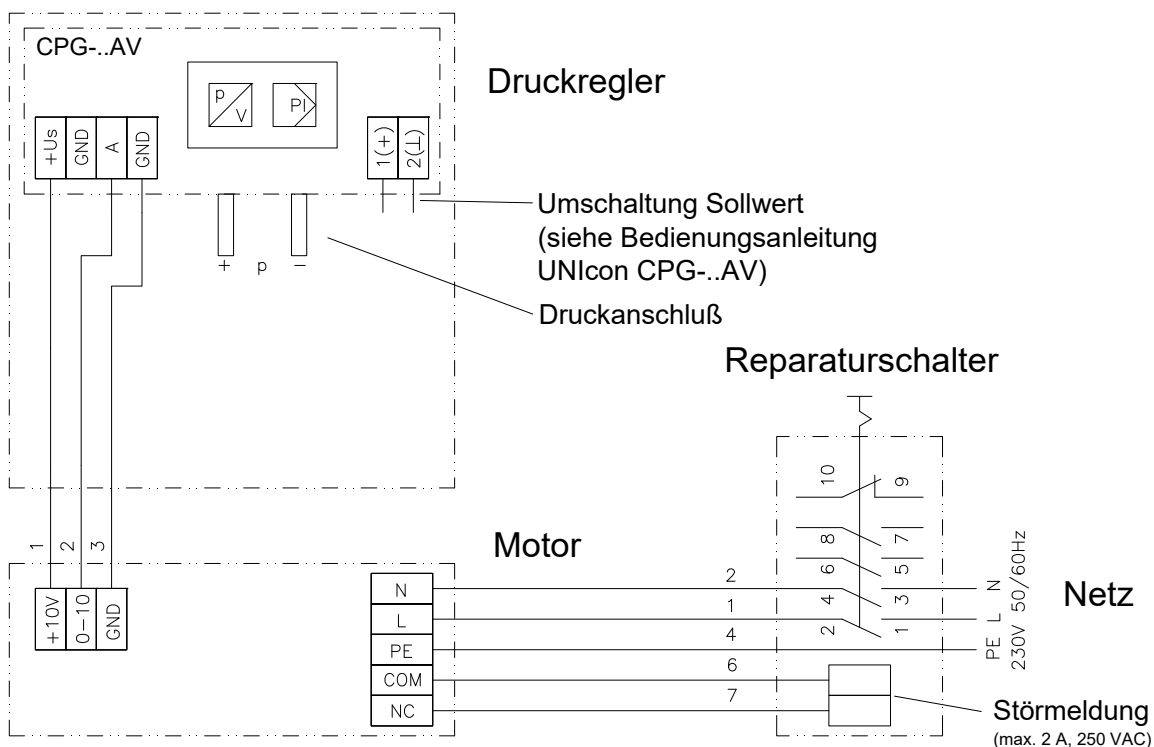 CPG-..AV
p
V
PI
Druckregler
+Us
GND
A
GND
1(+)
2(⊥)
Umschaltung Sollwert
(siehe Bedienungsanleitung
UNIcon CPG-..AV)
+ p −
Druckanschluß
Reparaturschalter
10
9
8
7
6
5
4
3
2
1
1
2
3
Motor
+10V
0-10
GND
N
L
PE
COM
NC
2
1
4
6
7
N
L
PE
230V 50/60Hz
Netz
Störmeldung
(max. 2 A, 250 VAC)